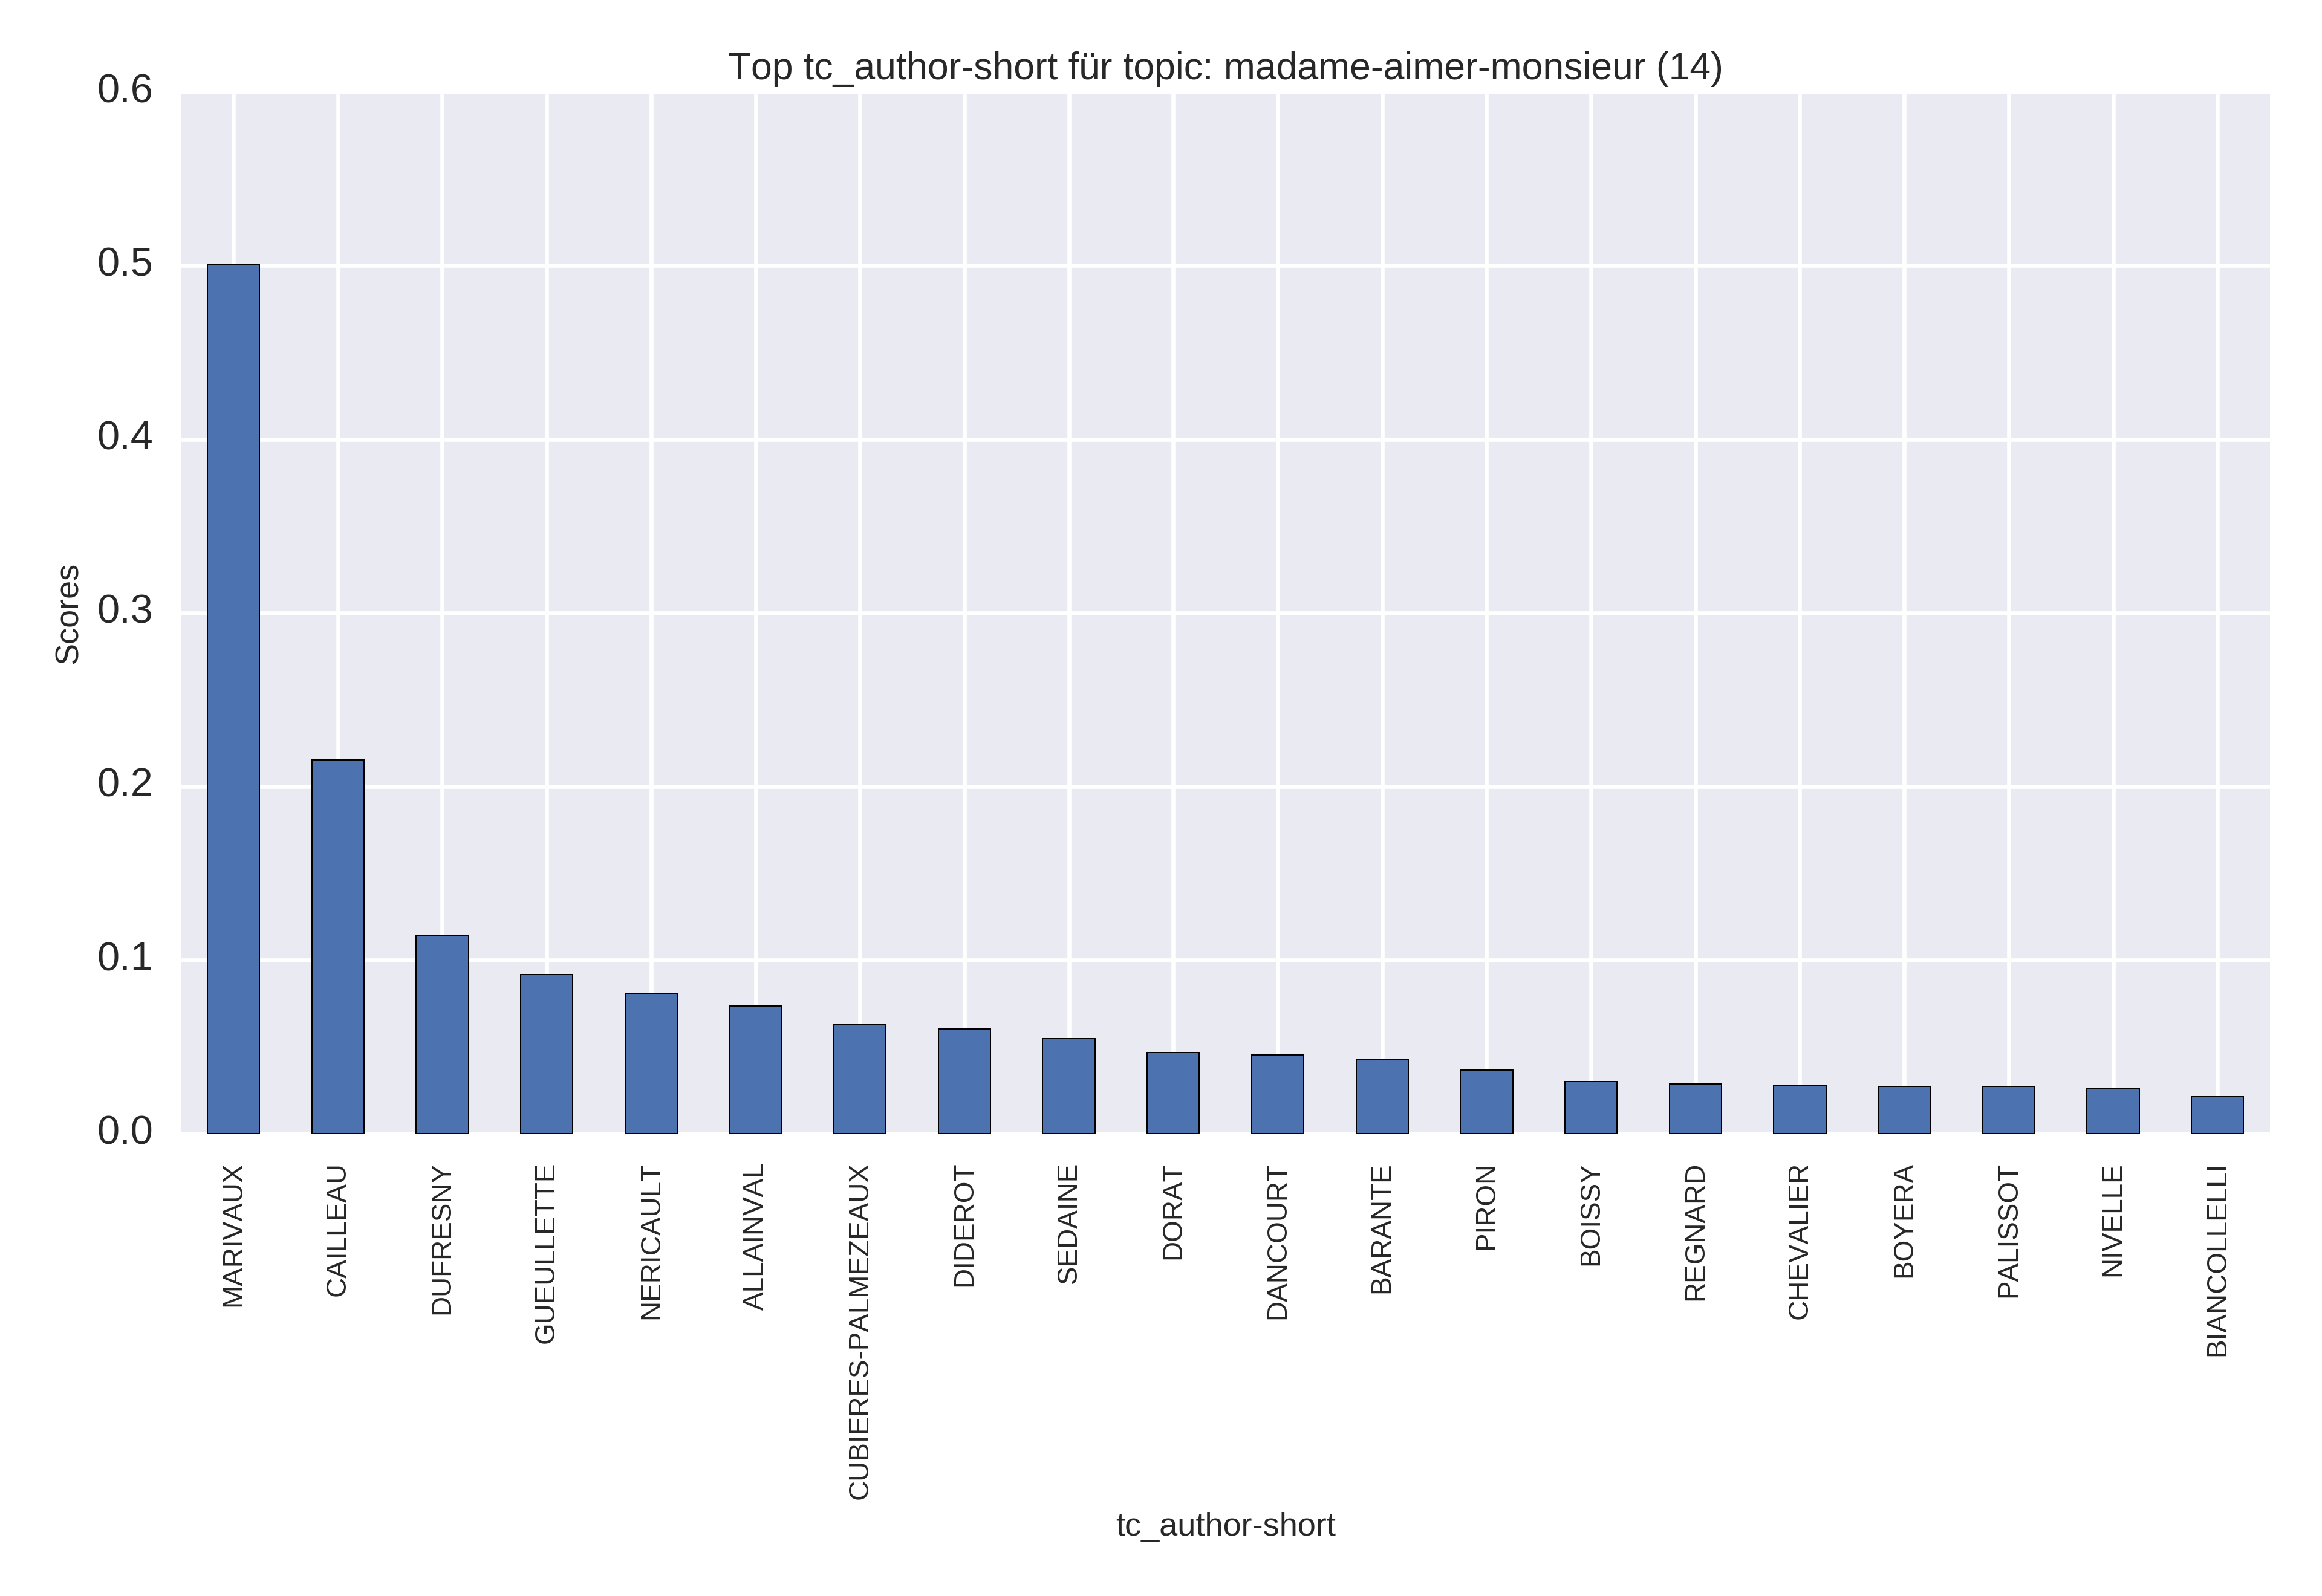 Top tc_author-short für topic: madame-aimer-monsieur (14)
0.6
0.5
0.4
0.3
0.2
0.1
0.0
Scores
MARIVAUX
CAILLEAU
DUFRESNY
GUEULLETTE
NERICAULT
ALLAINVAL
CUBIERES-PALMEZEAUX
DIDEROT
SEDAINE
DORAT
DANCOURT
BARANTE
PIRON
BOISSY
REGNARD
CHEVALIER
BOYERA
PALISSOT
NIVELLE
BIANCOLLELLI
tc_author-short